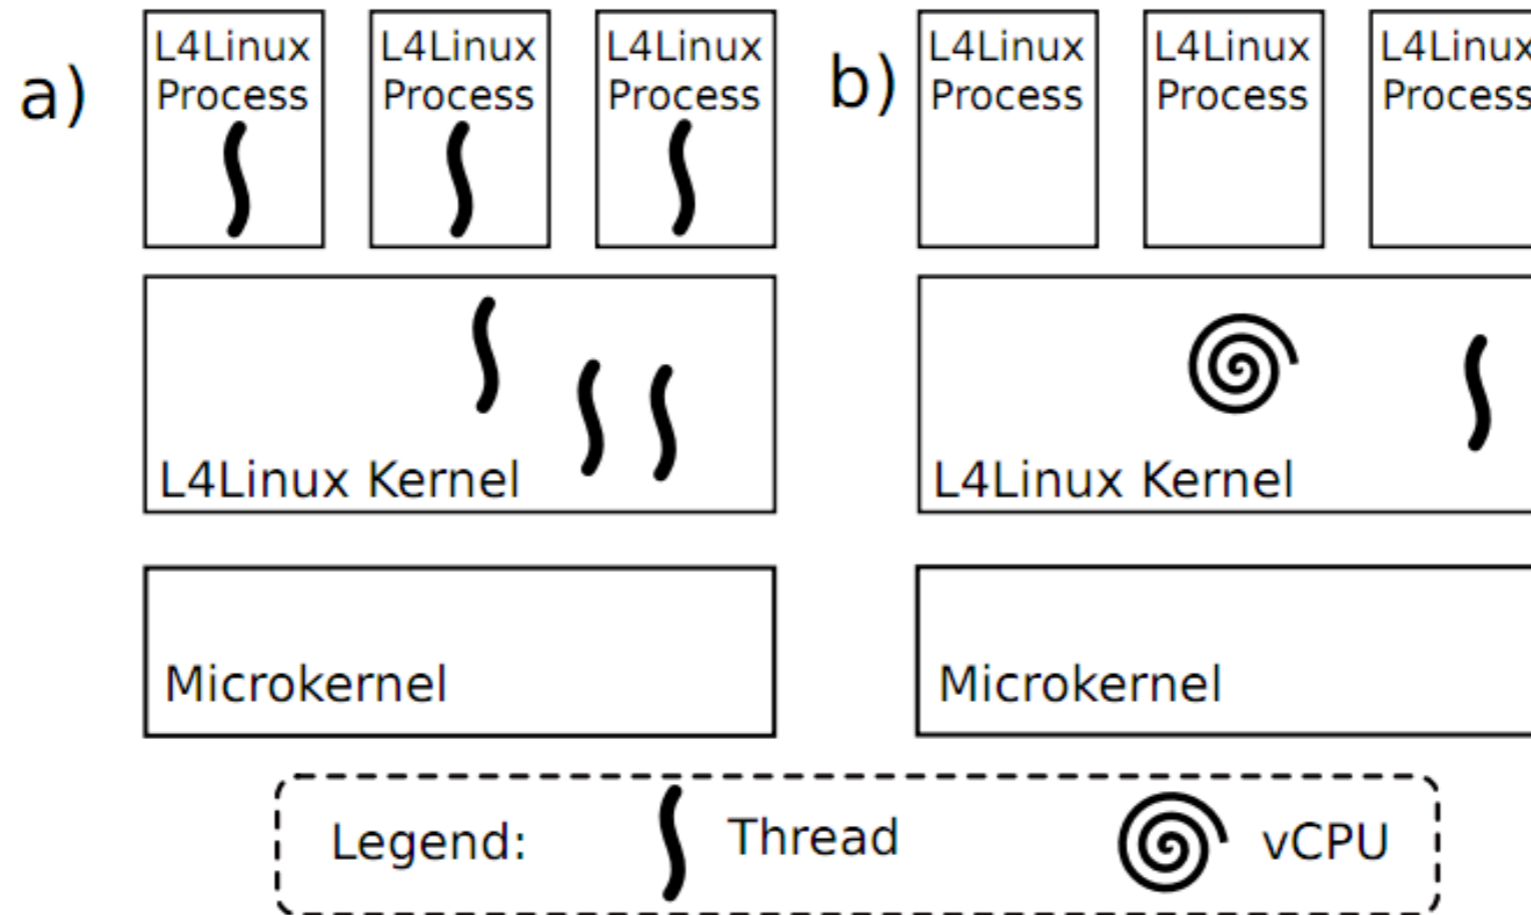 a)
L4Linux
Process
L4Linux
Process
L4Linux
Process
L4Linux Kernel
Microkernel
b)
L4Linux
Process
L4Linux
Process
L4Linux
Process
L4Linux Kernel
Microkernel
Legend:
Thread
vCPU